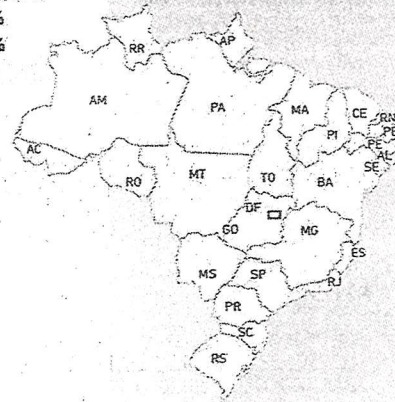 %
%
RR
AP
AM
PA
MA
CE
RN
PB
PI
PE
AL
SE
AC
RO
MT
TO
BA
DF
GO
MG
ES
MS
SP
RJ
PR
SC
RS